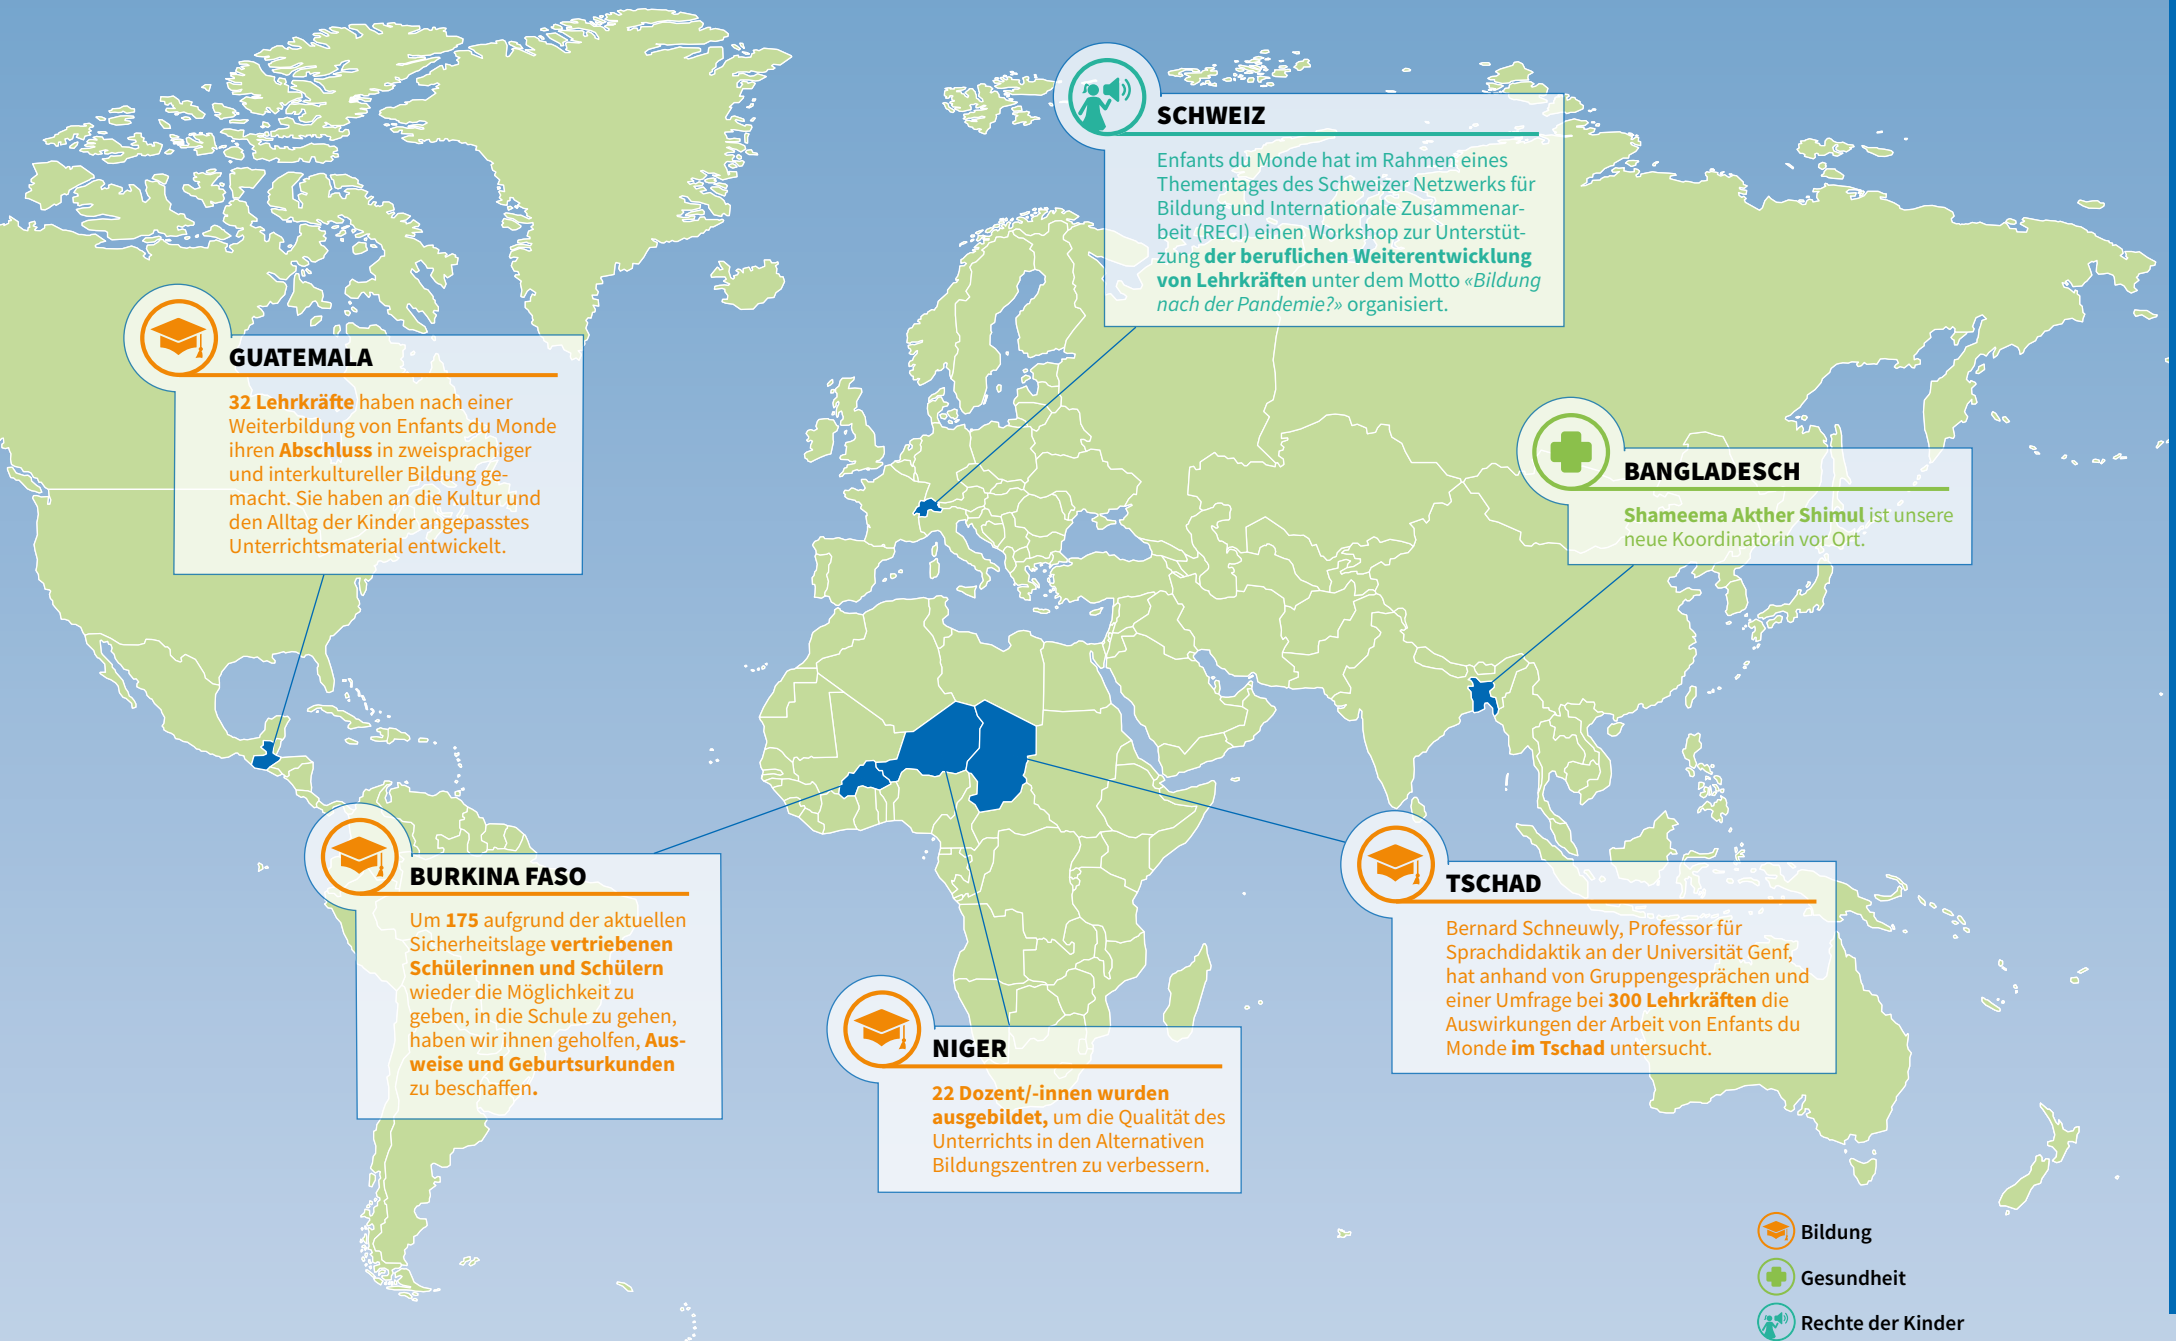 SCHWEIZ
Enfants du Monde hat im Rahmen eines
Thementages des Schweizer Netzwerks für
Bildung und Internationale Zusammenar-
beit (RECI) einen Workshop zur Unterstüt-
zung der beruflichen Weiterentwicklung
von Lehrkräften unter dem Motto «Bildung
nach der Pandemie?» organisiert.
GUATEMALA
32 Lehrkräfte haben nach einer
Weiterbildung von Enfants du Monde
ihren Abschluss in zweisprachiger
und interkultureller Bildung ge-
macht. Sie haben an die Kultur und
den Alltag der Kinder angepasstes
Unterrichtsmaterial entwickelt.
BANGLADESCH
Shameema Akther Shimul ist unsere
neue Koordinatorin vor Ort.
BURKINA FASO
Um 175 aufgrund der aktuellen
Sicherheitslage vertriebenen
Schülerinnen und Schülern
wieder die Möglichkeit zu
geben, in die Schule zu gehen,
haben wir ihnen geholfen, Aus-
weise und Geburtsurkunden
zu beschaffen.
NIGER
22 Dozent/-innen wurden
ausgebildet, um die Qualität des
Unterrichts in den Alternativen
Bildungszentren zu verbessern.
TSCHAD
Bernard Schneuwly, Professor für
Sprachdidaktik an der Universität Genf,
hat anhand von Gruppengesprächen und
einer Umfrage bei 300 Lehrkräften die
Auswirkungen der Arbeit von Enfants du
Monde im Tschad untersucht.
Bildung
Gesundheit
Rechte der Kinder